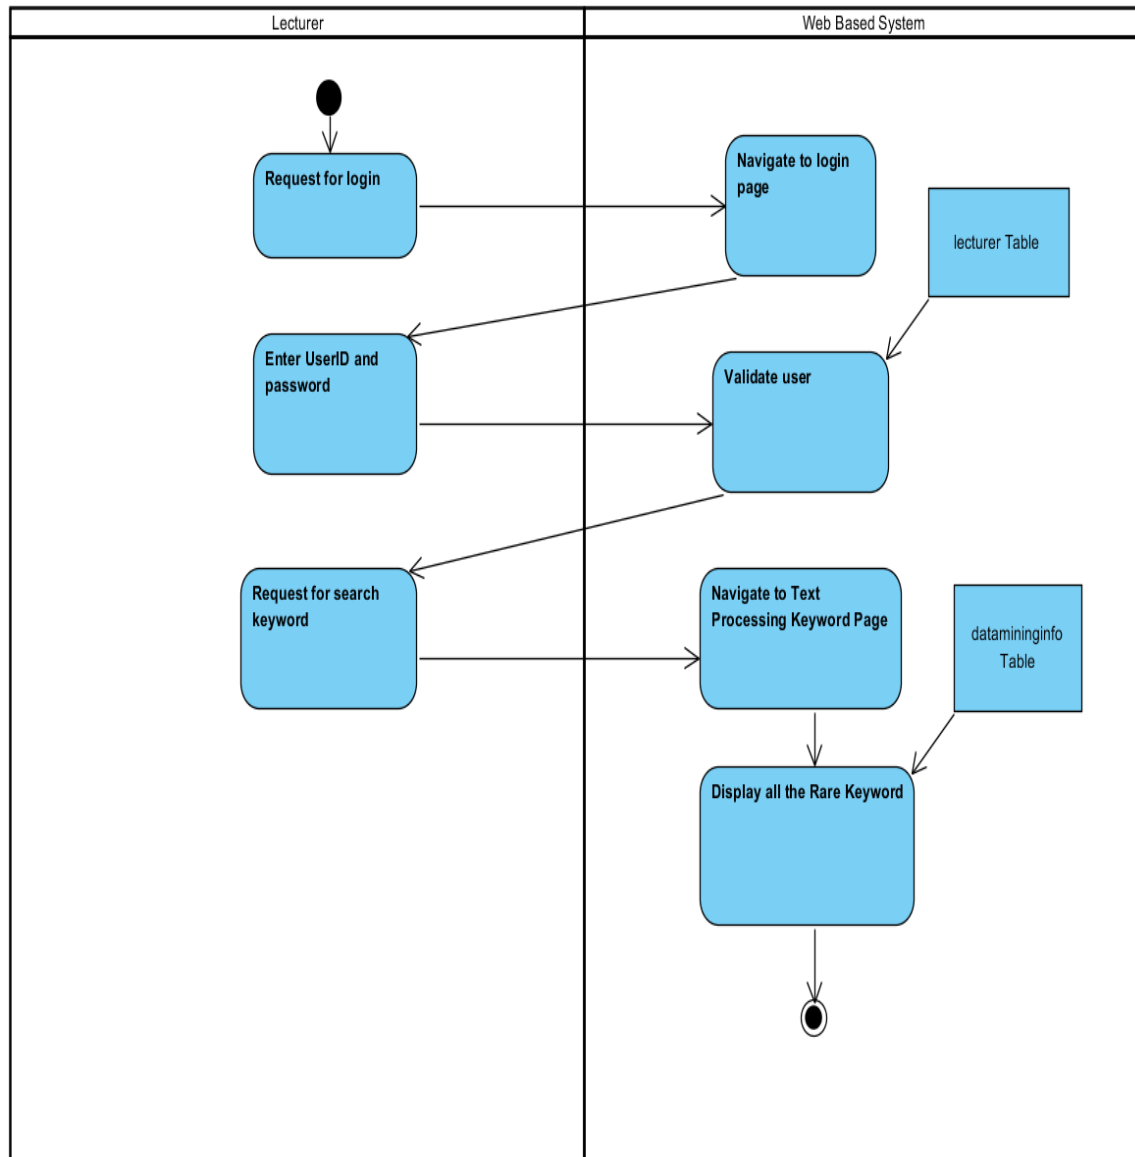 Lecturer
Web Based System
Request for login
Navigate to login
page
lecturer Table
Enter UserID and
password
Validate user
Request for search
keyword
Navigate to Text
Processing Keyword Page
datamininginfo
Table
Display all the Rare Keyword